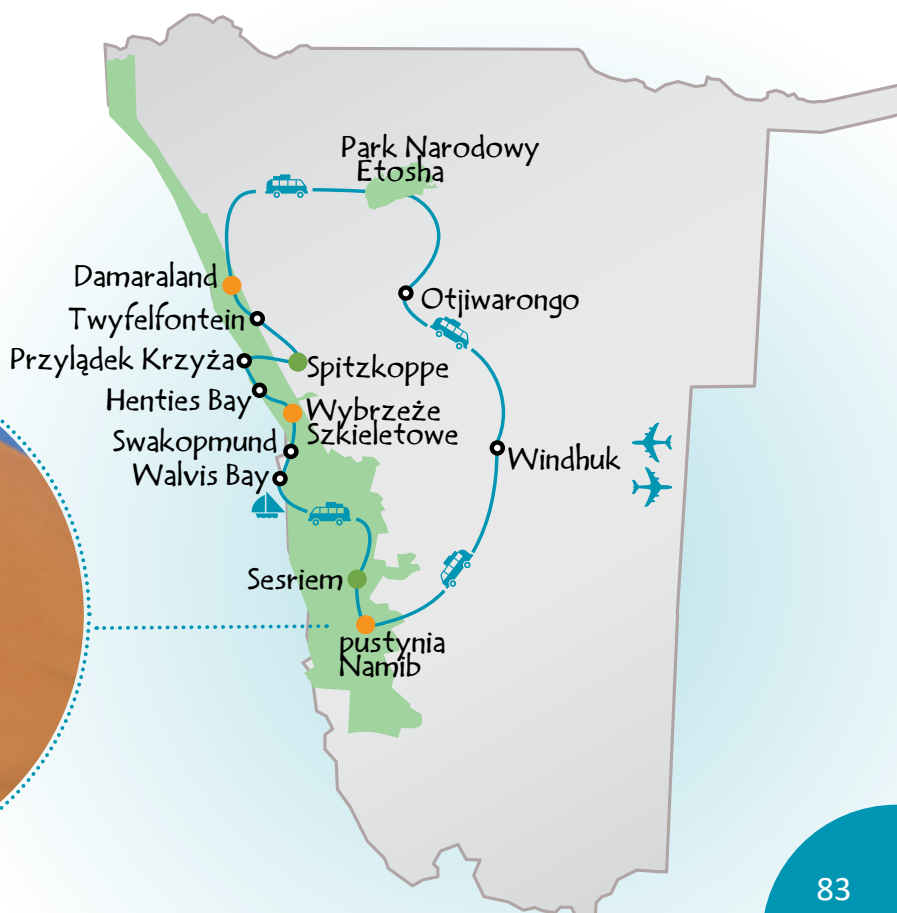 Park Narodowy
Etosha
Damaraland
Otjiwarongo
Twyfelfontein
Przylądek Krzyża
Spitzkoppe
Henties Bay
Wybrzeże
Szkieletowe
Swakopmund
Windhuk
Walvis Bay
Sesriem
pustynia
Namib
83